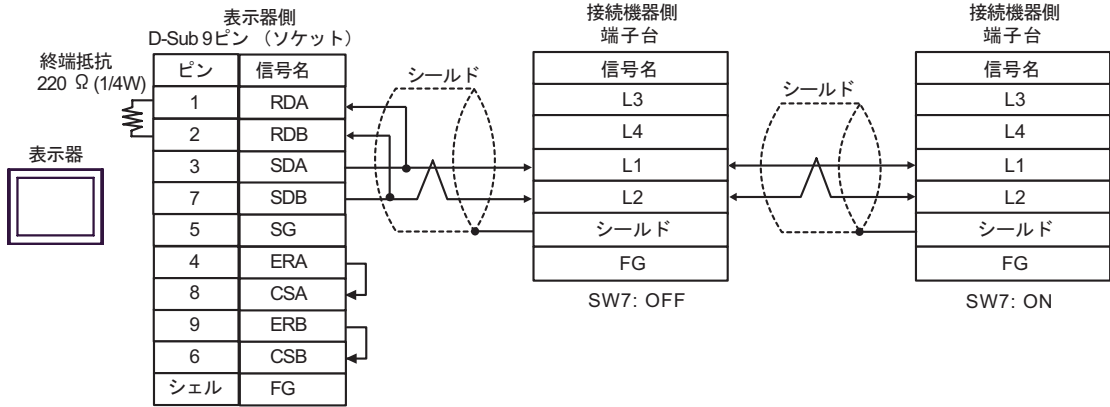 表示器側
D-Sub 9ピン (ソケット)
終端抵抗
220 Ω (1/4W)
表示器
ピン 信号名
1 RDA
2 RDB
3 SDA
7 SDB
5 SG
4 ERA
8 CSA
9 ERB
6 CSB
シェル FG
シールド
接続機器側
端子台
信号名
L3
L4
L1
L2
シールド
FG
SW7: OFF
シールド
接続機器側
端子台
信号名
L3
L4
L1
L2
シールド
FG
SW7: ON